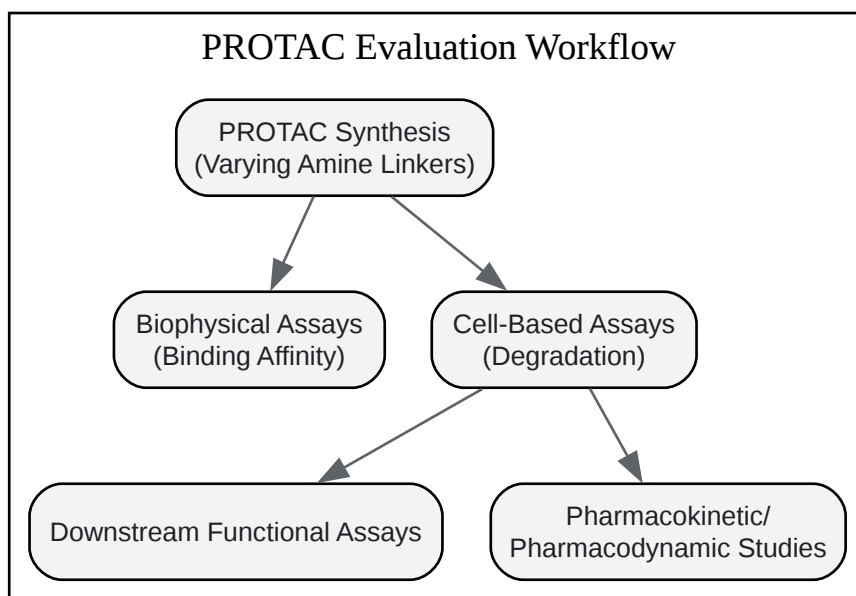 PROTAC Evaluation Workflow
PROTAC Synthesis
(Varying Amine Linkers)
Biophysical Assays
(Binding Affinity)
Cell-Based Assays
(Degradation)
Downstream Functional Assays
Pharmacokinetic/
Pharmacodynamic Studies